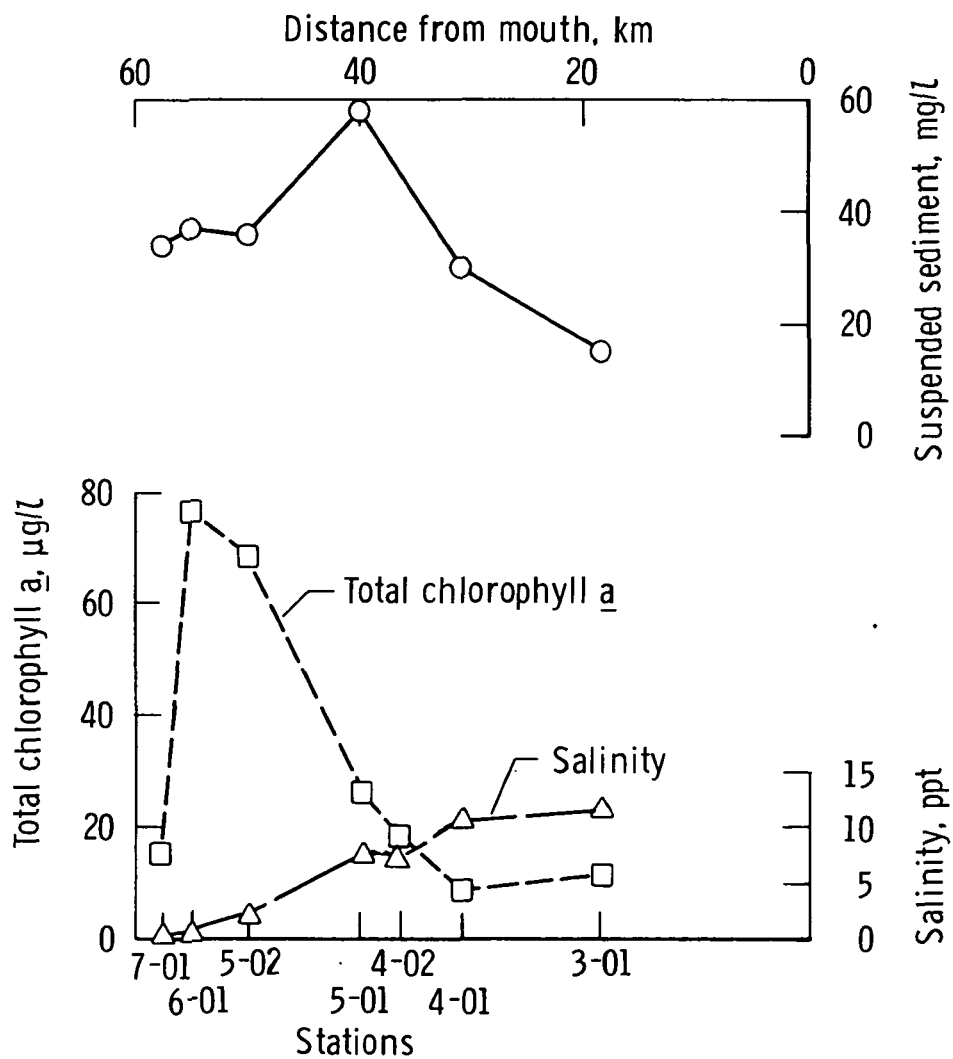 Distance from mouth, km
60 40 20 0
60
40
20
0
Suspended sediment, mg/l
80
60
40
20
0
Total chlorophyll a, µg/l
Total chlorophyll a
Salinity
15
10
5
0
Salinity, ppt
7-01 5-02 4-02 3-01
6-01 5-01 4-01
Stations